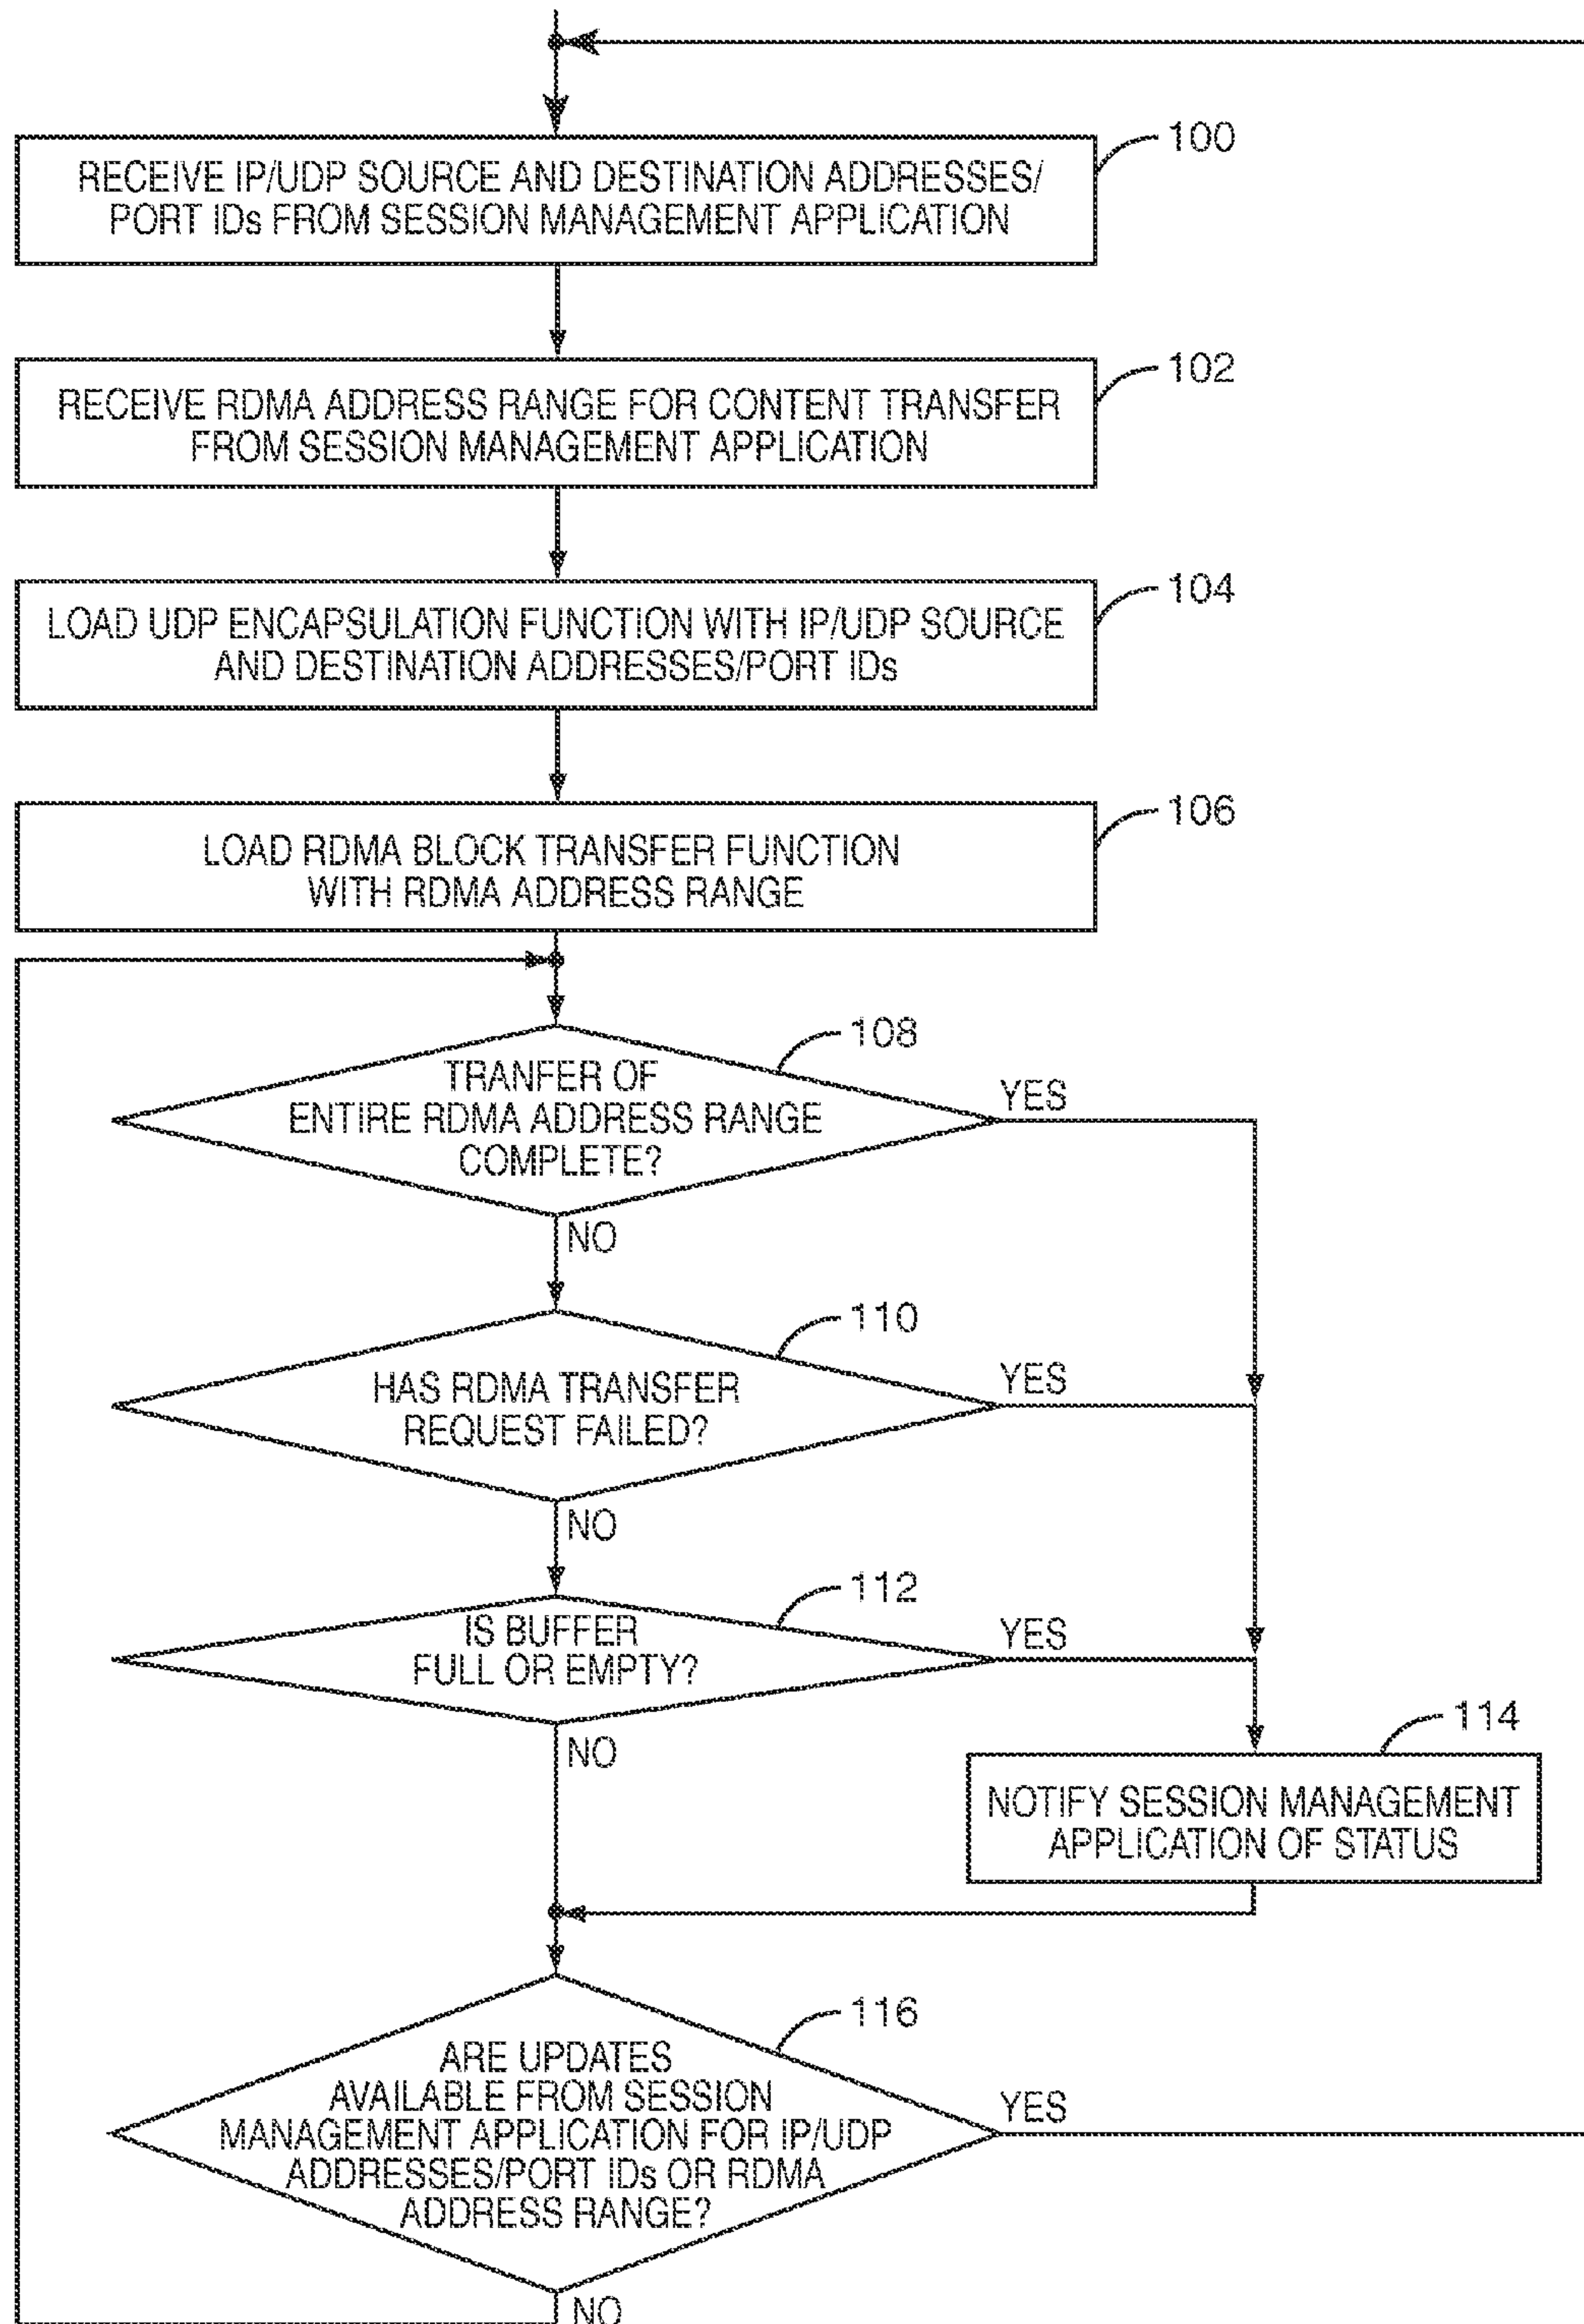 RECEIVE IP/UDP SOURCE AND DESTINATION ADDRESSES/
PORT IDs FROM SESSION MANAGEMENT APPLICATION
100
RECEIVE RDMA ADDRESS RANGE FOR CONTENT TRANSFER
FROM SESSION MANAGEMENT APPLICATION
102
LOAD UDP ENCAPSULATION FUNCTION WITH IP/UDP SOURCE
AND DESTINATION ADDRESSES/PORT IDs
104
LOAD RDMA BLOCK TRANSFER FUNCTION
WITH RDMA ADDRESS RANGE
106
108
TRANFER OF
ENTIRE RDMA ADDRESS RANGE
COMPLETE?
YES
NO
110
HAS RDMA TRANSFER
REQUEST FAILED?
YES
NO
112
IS BUFFER
FULL OR EMPTY?
YES
NO
114
NOTIFY SESSION MANAGEMENT
APPLICATION OF STATUS
116
ARE UPDATES
AVAILABLE FROM SESSION
MANAGEMENT APPLICATION FOR IP/UDP
ADDRESSES/PORT IDs OR RDMA
ADDRESS RANGE?
YES
NO